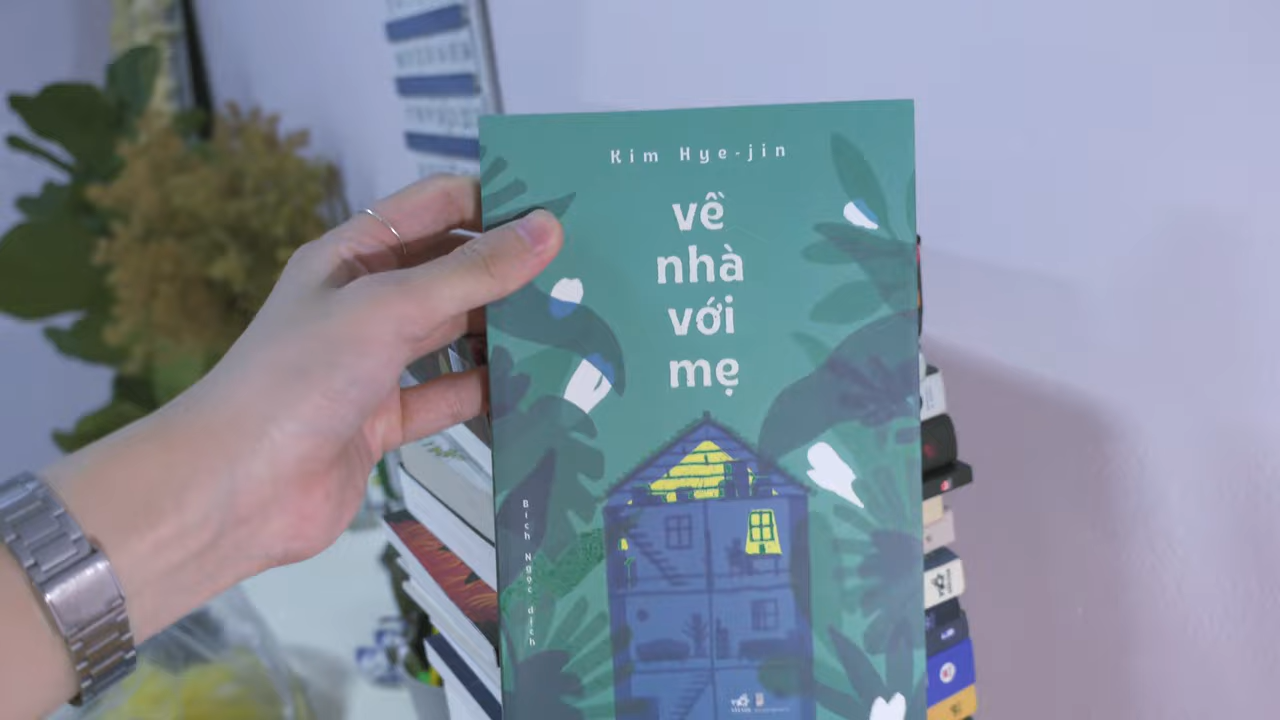 Kim Hye-jin
về
nhà
với
mẹ
Bích Ngọc dịch